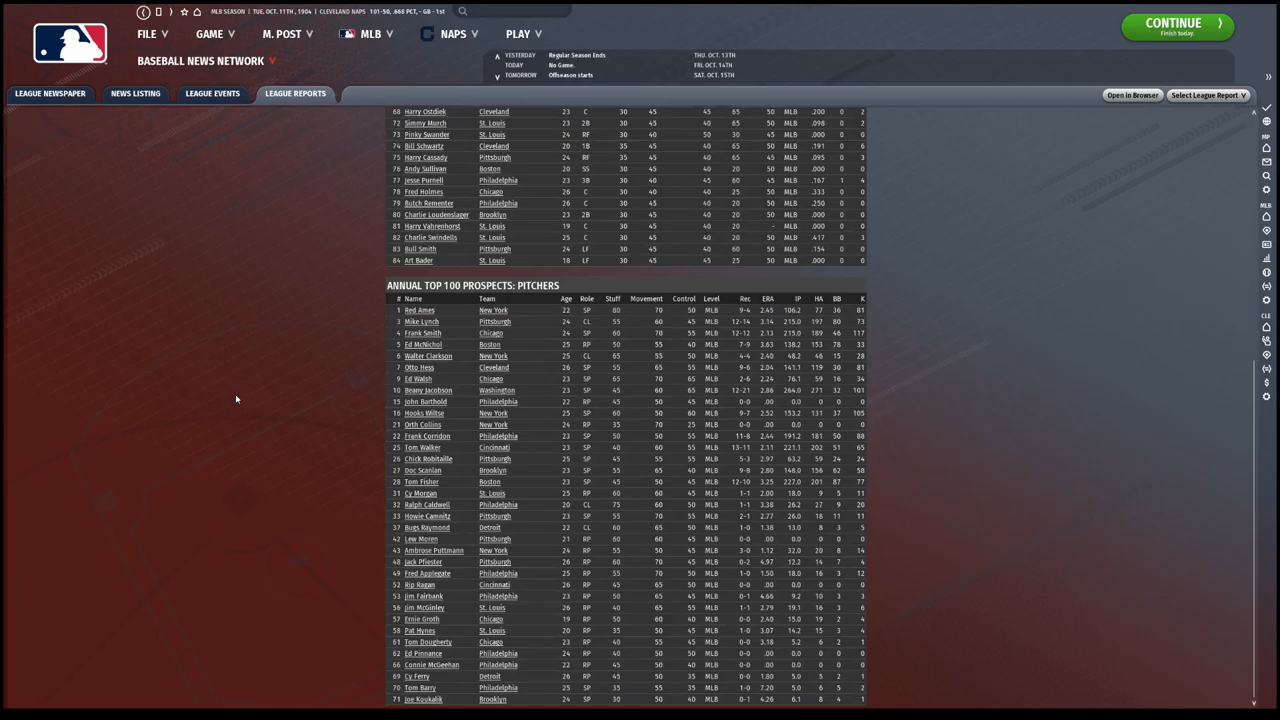 MLB SEASON | TUE. OCT. 11TH, 1904 | CLEVELAND NAPS 101-50, .668 PCT, - GB - 1st
FILE GAME M. POST MLB NAPS PLAY
CONTINUE
Finish today.
BASEBALL NEWS NETWORK
YESTERDAY Regular Season Ends THU. OCT. 13TH
TODAY No Game. FRI. OCT. 14TH
TOMORROW Offseason starts SAT. OCT. 15TH
LEAGUE NEWSPAPER NEWS LISTING LEAGUE EVENTS LEAGUE REPORTS Open in Browser Select League Report
68 Harry Ostdiek Cleveland 23 C 30 45 40 65 50 MLB .200 0 2
72 Simmy Murch St. Louis 23 2B 30 45 40 65 50 MLB .098 0 2
73 Pinky Swander St. Louis 24 RF 30 40 50 30 45 MLB .000 0 0
74 Bill Schwartz Cleveland 20 1B 35 45 40 65 45 MLB .191 0 6
75 Harry Cassady Pittsburgh 24 RF 35 45 40 65 45 MLB .095 0 3
76 Andy Sullivan Boston 20 SS 30 45 40 20 50 MLB .000 0 0
77 Jesse Purnell Philadelphia 23 3B 30 40 45 60 45 MLB .167 1 4
78 Fred Holmes Chicago 26 C 30 40 40 25 50 MLB .333 0 0
79 Butch Rementer Philadelphia 26 C 30 45 40 20 50 MLB .250 0 0
80 Charlie Loudenslager Brooklyn 23 2B 30 45 40 20 50 MLB .000 0 0
81 Harry Vahrenhorst St. Louis 19 C 30 45 40 20 - MLB .000 0 0
82 Charlie Swindells St. Louis 25 C 30 45 40 20 50 MLB .417 0 3
83 Bull Smith Pittsburgh 24 LF 30 45 40 60 50 MLB .154 0 0
84 Art Bader St. Louis 18 LF 30 45 45 25 50 MLB .000 0 0
ANNUAL TOP 100 PROSPECTS: PITCHERS
# Name Team Age Role Stuff Movement Control Level Rec ERA IP HA BB K
1 Red Ames New York 22 SP 80 70 50 MLB 9-4 2.45 106.2 77 36 81
3 Mike Lynch Pittsburgh 24 CL 55 60 45 MLB 12-14 3.14 215.0 197 80 73
4 Frank Smith Chicago 24 SP 60 70 55 MLB 12-12 2.13 215.0 189 46 117
5 Ed McNichol Boston 25 RP 50 55 40 MLB 7-9 3.63 138.2 153 78 33
6 Walter Clarkson New York 25 CL 65 55 50 MLB 4-4 2.40 48.2 46 15 28
7 Otto Hess Cleveland 26 SP 55 65 55 MLB 9-6 2.04 141.1 119 30 81
9 Ed Walsh Chicago 23 SP 65 70 65 MLB 2-6 2.24 76.1 59 16 34
10 Beany Jacobson Washington 23 SP 45 60 65 MLB 12-21 2.86 264.0 271 32 101
15 John Barthold Philadelphia 22 RP 40 65 45 MLB 0-0 .00 0.0 0 0 0
16 Hooks Wiltse New York 25 SP 60 50 60 MLB 9-7 2.52 153.2 131 37 105
21 Orth Collins New York 24 RP 35 70 25 MLB 0-0 .00 0.0 0 0 0
22 Frank Corridon Philadelphia 23 SP 50 50 55 MLB 11-8 2.44 191.2 181 50 88
25 Tom Walker Cincinnati 23 SP 40 60 55 MLB 13-11 2.11 221.1 202 51 65
26 Chick Robitaille Pittsburgh 25 SP 45 55 55 MLB 5-3 2.97 63.2 59 24 24
27 Doc Scanlan Brooklyn 23 SP 55 55 45 MLB 9-8 2.80 148.0 156 62 58
28 Tom Fisher Boston 23 SP 45 50 45 MLB 12-10 3.25 227.0 201 87 77
31 Cy Morgan St. Louis 25 RP 60 60 45 MLB 1-1 2.00 18.0 9 5 11
32 Ralph Caldwell Philadelphia 20 CL 75 60 50 MLB 1-1 3.38 26.2 27 9 20
33 Howie Camnitz Pittsburgh 23 SP 55 70 55 MLB 2-1 2.77 26.0 18 11 11
37 Bugs Raymond Detroit 22 CL 60 65 50 MLB 1-0 1.38 13.0 8 3 5
42 Lew Moren Pittsburgh 21 RP 60 60 45 MLB 0-0 .00 0.0 0 0 0
43 Ambrose Puttmann New York 24 RP 55 50 45 MLB 3-0 1.12 32.0 20 8 14
48 Jack Pfiester Pittsburgh 26 RP 60 70 40 MLB 0-2 4.97 12.2 14 7 4
49 Fred Applegate Philadelphia 25 RP 55 70 40 MLB 1-0 1.50 18.0 16 3 12
52 Rip Ragan Cincinnati 26 RP 45 65 50 MLB 0-0 .00 0.0 0 0 0
53 Jim Fairbank Philadelphia 23 RP 55 55 40 MLB 0-1 4.66 9.2 10 3 3
56 Jim McGinley St. Louis 26 RP 40 65 55 MLB 1-1 2.79 19.1 16 3 6
57 Ernie Groth Chicago 19 RP 50 60 40 MLB 0-0 2.40 15.0 19 2 4
58 Pat Hynes St. Louis 20 RP 35 50 45 MLB 1-0 3.07 14.2 15 3 4
61 Tom Dougherty Chicago 23 RP 40 55 45 MLB 0-0 3.18 5.2 6 2 1
62 Ed Pinnance Philadelphia 24 RP 50 50 45 MLB 0-0 .00 0.0 0 0 0
66 Connie McGeehan Philadelphia 22 RP 45 50 40 MLB 0-0 .00 0.0 0 0 0
69 Cy Ferry Detroit 26 RP 45 50 35 MLB 0-0 1.80 5.0 5 2 1
70 Tom Barry Philadelphia 25 SP 35 55 35 MLB 1-0 7.20 5.0 6 5 2
71 Joe Koukalik Brooklyn 24 SP 30 50 40 MLB 0-1 4.26 6.1 8 4 1
MP
MLB
CLE